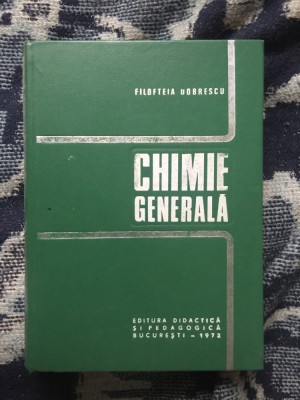 FILOFTEIA DOBRESCU
CHIMIE
GENERALĂ
EDITURA DIDACTICĂ
ȘI PEDAGOGICĂ
BUCUREȘTI - 1972